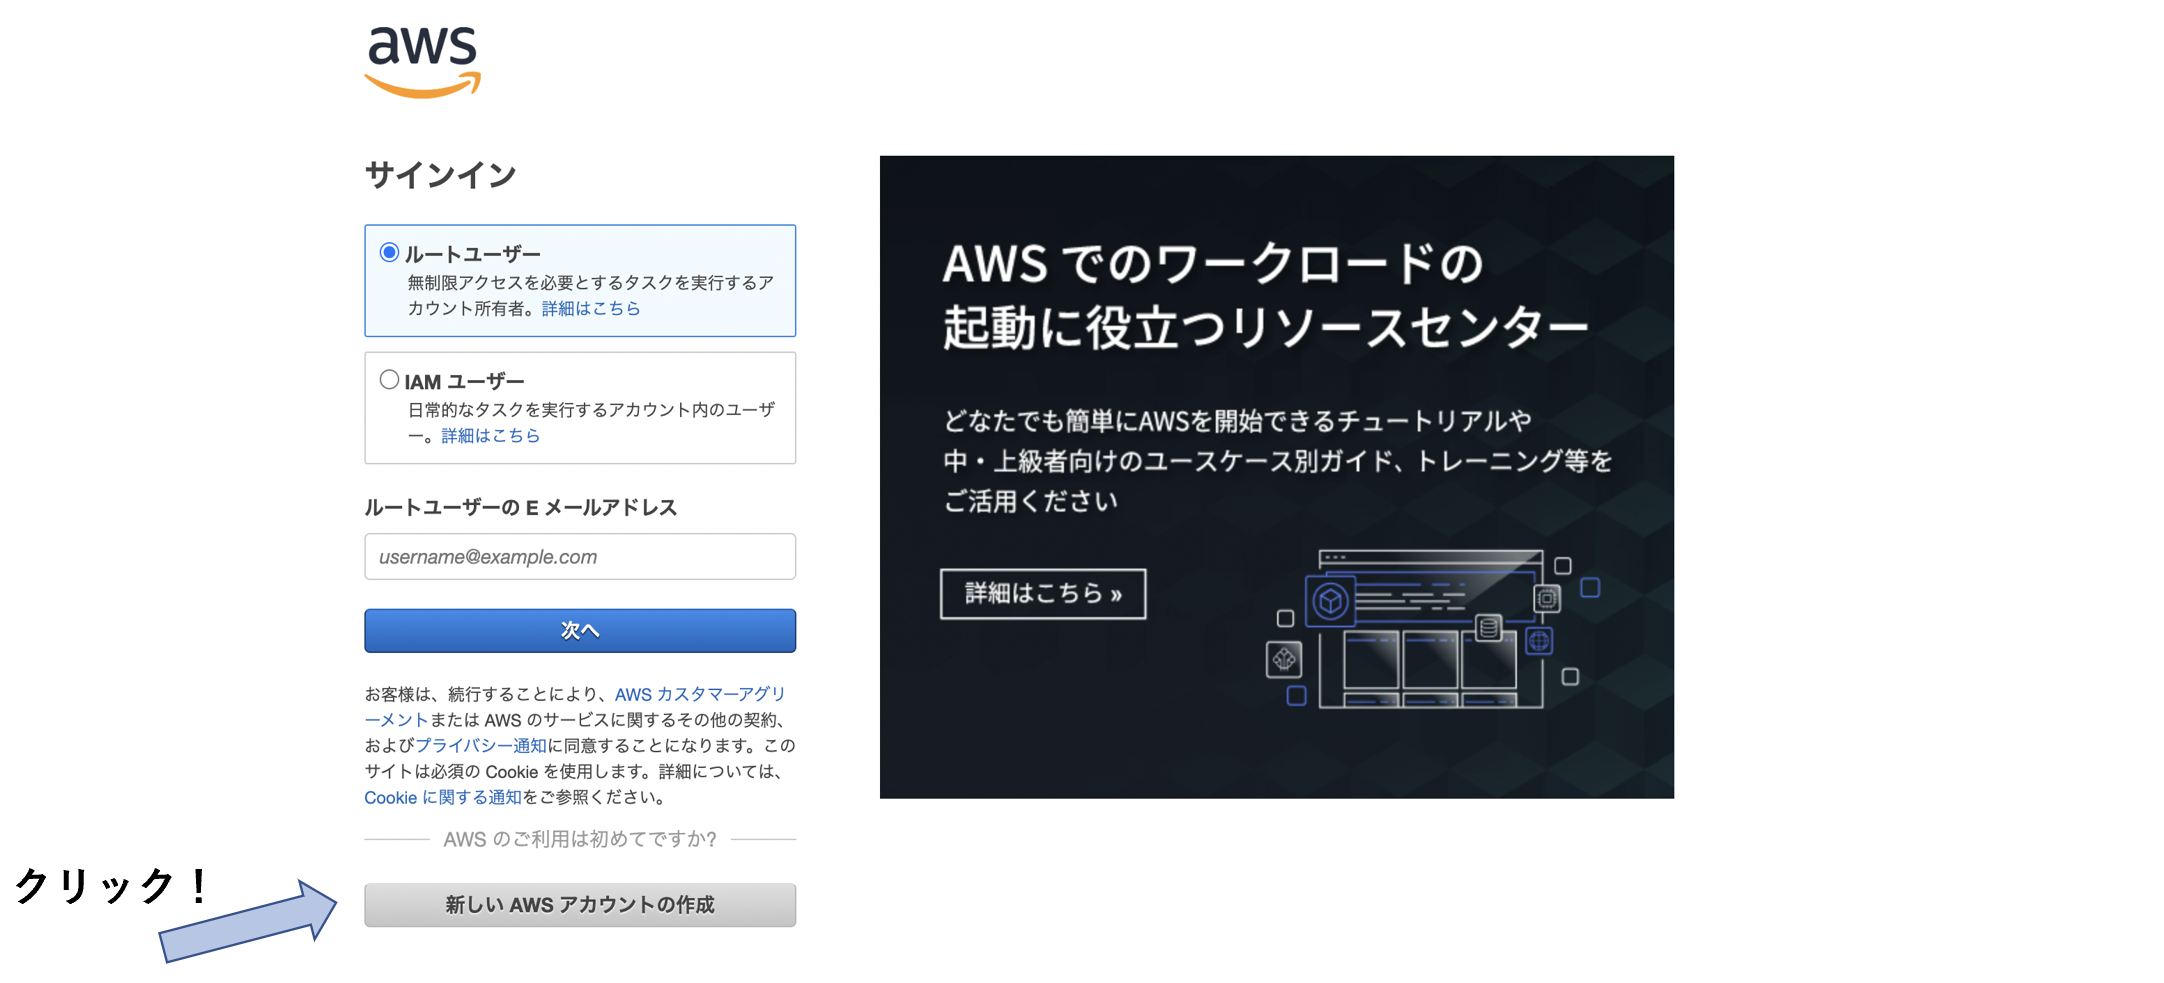 aws
サインイン
ルートユーザー
無制限アクセスを必要とするタスクを実行するア
カウント所有者。詳細はこちら
IAM ユーザー
日常的なタスクを実行するアカウント内のユーザ
ー。詳細はこちら
ルートユーザーの E メールアドレス
username@example.com
次へ
お客様は、続行することにより、AWS カスタマーアグリ
ーメントまたは AWS のサービスに関するその他の契約、
およびプライバシー通知に同意することになります。この
サイトは必須の Cookie を使用します。詳細については、
Cookie に関する通知をご参照ください。
AWS のご利用は初めてですか?
クリック！
新しい AWS アカウントの作成
AWS でのワークロードの
起動に役立つリソースセンター
どなたでも簡単にAWSを開始できるチュートリアルや
中・上級者向けのユースケース別ガイド、トレーニング等を
ご活用ください
詳細はこちら »